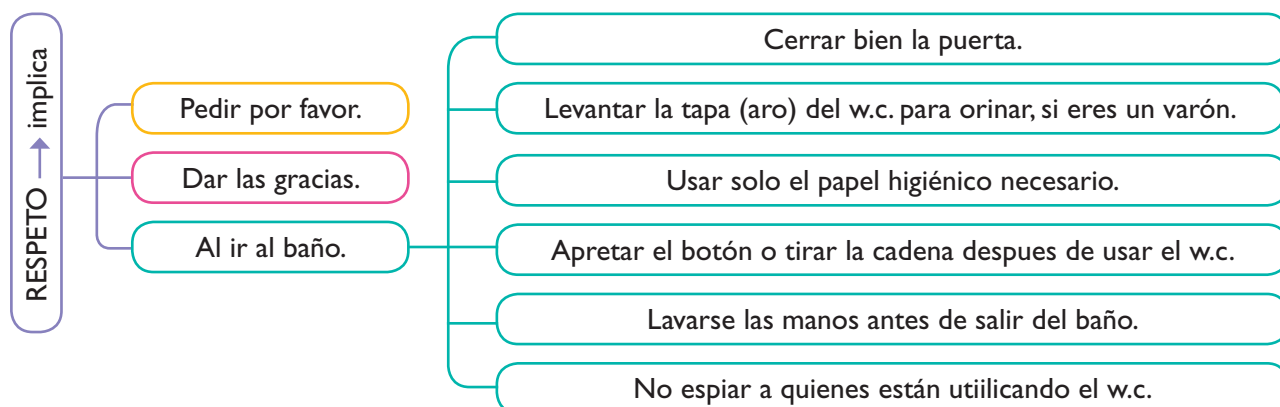 RESPETO → implica
Pedir por favor.
Dar las gracias.
Al ir al baño.
Cerrar bien la puerta.
Levantar la tapa (aro) del w.c. para orinar, si eres un varón.
Usar solo el papel higiénico necesario.
Apretar el botón o tirar la cadena despues de usar el w.c.
Lavarse las manos antes de salir del baño.
No espiar a quienes están utiilicando el w.c.